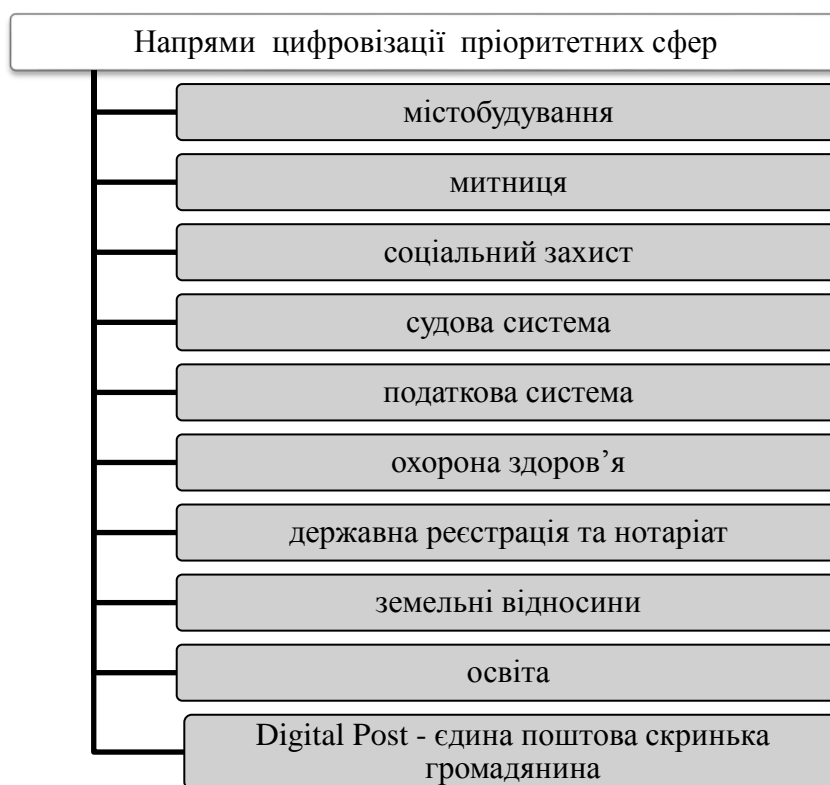 Напрями цифровізації пріоритетних сфер
містобудування
митниця
соціальний захист
судова система
податкова система
охорона здоров’я
державна реєстрація та нотаріат
земельні відносини
освіта
Digital Post - єдина поштова скринька
громадянина